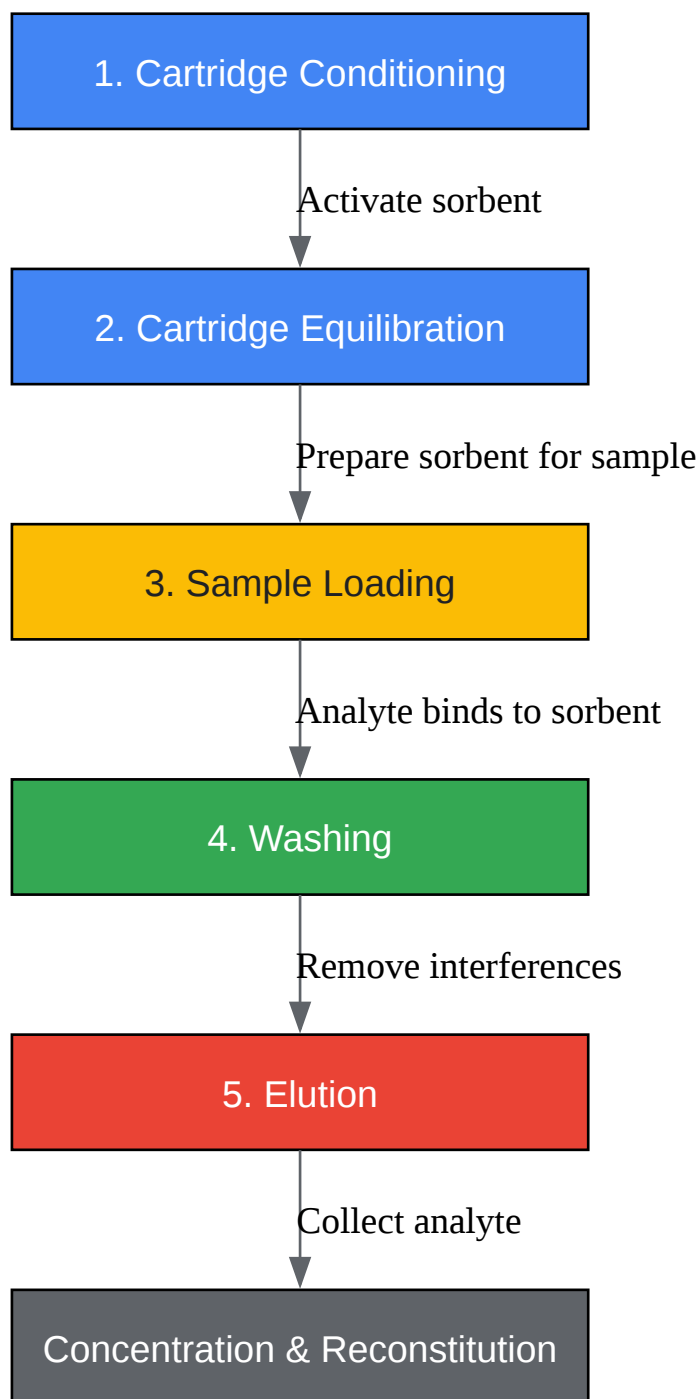 1. Cartridge Conditioning
Activate sorbent
2. Cartridge Equilibration
Prepare sorbent for sample
3. Sample Loading
Analyte binds to sorbent
4. Washing
Remove interferences
5. Elution
Collect analyte
Concentration & Reconstitution